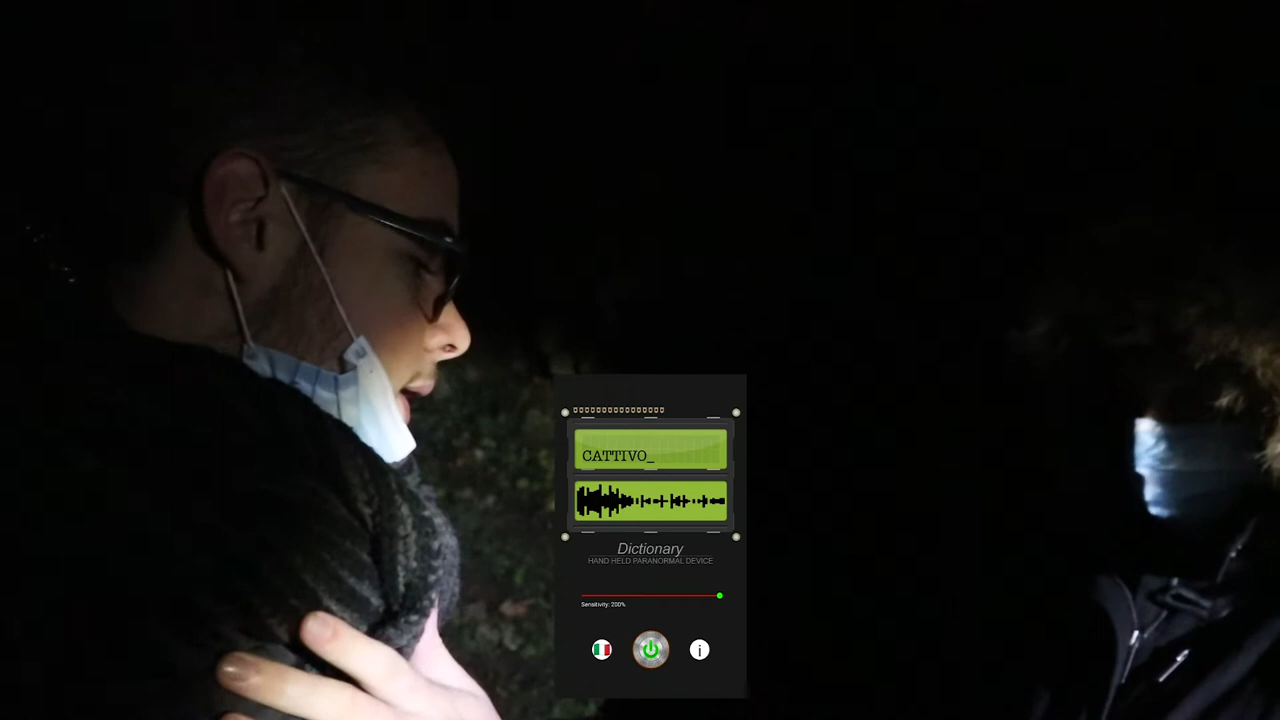 CATTIVO_
Dictionary
HAND HELD PARANORMAL DEVICE
Sensitivity: 200%
i